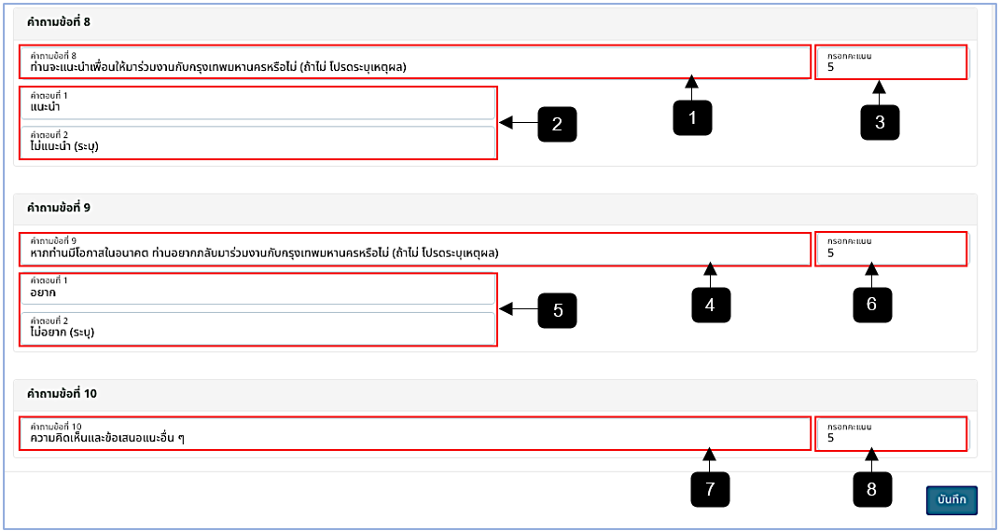 คำถามข้อที่ 8
คำถามข้อที่ 8
ท่านจะแนะนำเพื่อนให้มาร่วมงานกับกรุงเทพมหานครหรือไม่ (ถ้าไม่ โปรดระบุเหตุผล)
กรอกคะแนน
5
1
3
คำตอบที่ 1
แนะนำ
2
คำตอบที่ 2
ไม่แนะนำ (ระบุ)
คำถามข้อที่ 9
คำถามข้อที่ 9
หากท่านมีโอกาสในอนาคต ท่านอยากกลับมาร่วมงานกับกรุงเทพมหานครหรือไม่ (ถ้าไม่ โปรดระบุเหตุผล)
กรอกคะแนน
5
4
6
คำตอบที่ 1
อยาก
5
คำตอบที่ 2
ไม่อยาก (ระบุ)
คำถามข้อที่ 10
คำถามข้อที่ 10
ความคิดเห็นและข้อเสนอแนะอื่น ๆ
กรอกคะแนน
5
7
8
บันทึก